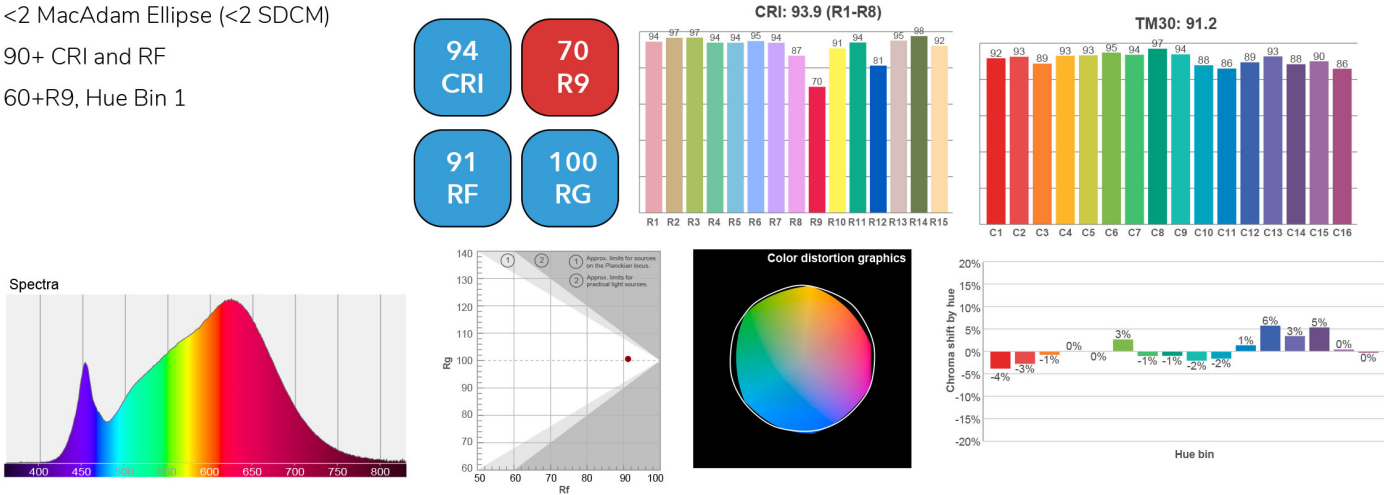 <2 MacAdam Ellipse (<2 SDCM)
90+ CRI and RF
60+R9, Hue Bin 1
94
CRI
70
R9
91
RF
100
RG
CRI: 93.9 (R1-R8)
94 97 97 94 94 95 94 87 70 91 94 81 95 98 92
R1 R2 R3 R4 R5 R6 R7 R8 R9 R10 R11 R12 R13 R14 R15
TM30: 91.2
92 93 89 93 93 95 94 97 94 88 86 89 93 88 90 86
C1 C2 C3 C4 C5 C6 C7 C8 C9 C10 C11 C12 C13 C14 C15 C16
Spectra
400 450 500 550 600 650 700 750 800
140
130
120
110
100
90
80
70
60
Rg
1 2
1 Approx. limits for sources
on the Planckian locus.
2 Approx. limits for
practical light sources.
50 60 70 80 90 100
Rf
Color distortion graphics
Chroma shift by hue
20%
15%
10%
5%
0%
-5%
-10%
-15%
-20%
-4% -3% -1% 0% 0% 3% -1% -1% -2% -2% 1% 6% 3% 5% 0% 0%
Hue bin